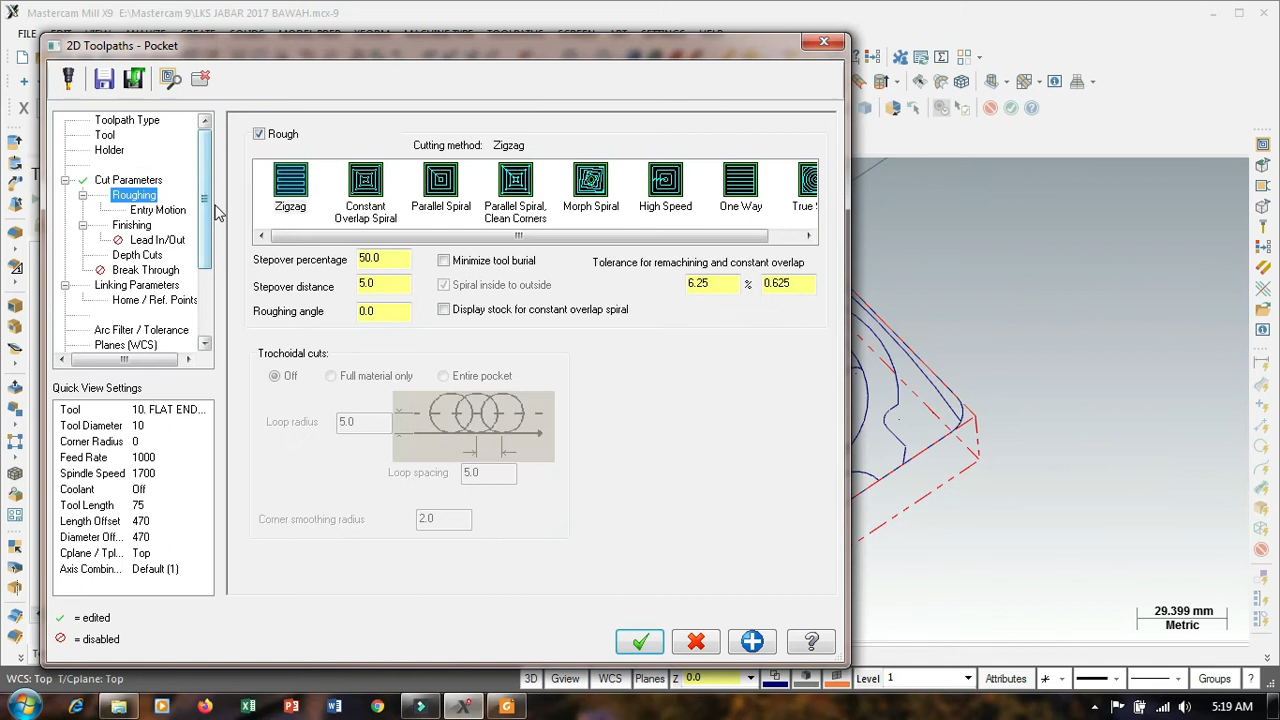 Mastercam Mill X9 E:\Mastercam 9\LKS JABAR 2017 BAWAH.mcx-9
FILE
2D Toolpaths - Pocket
Toolpath Type
Tool
Holder
Cut Parameters
Roughing
Entry Motion
Finishing
Lead In/Out
Depth Cuts
Break Through
Linking Parameters
Home / Ref. Points
Arc Filter / Tolerance
Planes (WCS)
Rough
Cutting method: Zigzag
Zigzag
Constant Overlap Spiral
Parallel Spiral
Parallel Spiral, Clean Corners
Morph Spiral
High Speed
One Way
True S
Stepover percentage 50.0
Stepover distance 5.0
Roughing angle 0.0
Minimize tool burial
Spiral inside to outside
Display stock for constant overlap spiral
Tolerance for remachining and constant overlap
6.25 % 0.625
Trochoidal cuts:
Off Full material only Entire pocket
Loop radius 5.0
Loop spacing 5.0
Corner smoothing radius 2.0
Quick View Settings
Tool 10. FLAT END...
Tool Diameter 10
Corner Radius 0
Feed Rate 1000
Spindle Speed 1700
Coolant Off
Tool Length 75
Length Offset 470
Diameter Off... 470
Cplane / Tpl... Top
Axis Combin... Default (1)
= edited
= disabled
29.399 mm
Metric
WCS: Top T/Cplane: Top
3D Gview WCS Planes Z 0.0 Level 1 Attributes Groups ?
5:19 AM